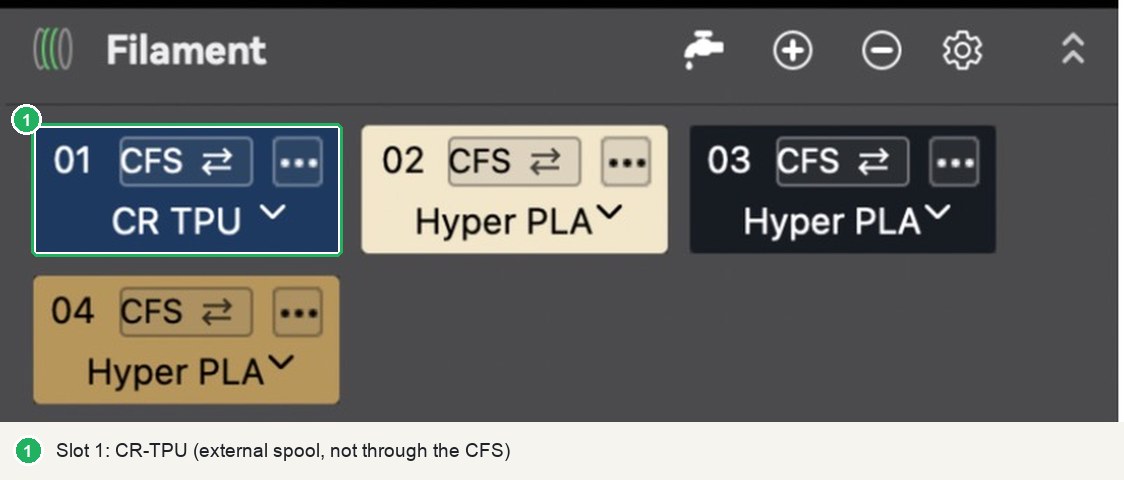 Filament
1
01 CFS ⇄ •••
CR TPU
02 CFS ⇄ •••
Hyper PLA
03 CFS ⇄ •••
Hyper PLA
04 CFS ⇄ •••
Hyper PLA
1 Slot 1: CR-TPU (external spool, not through the CFS)